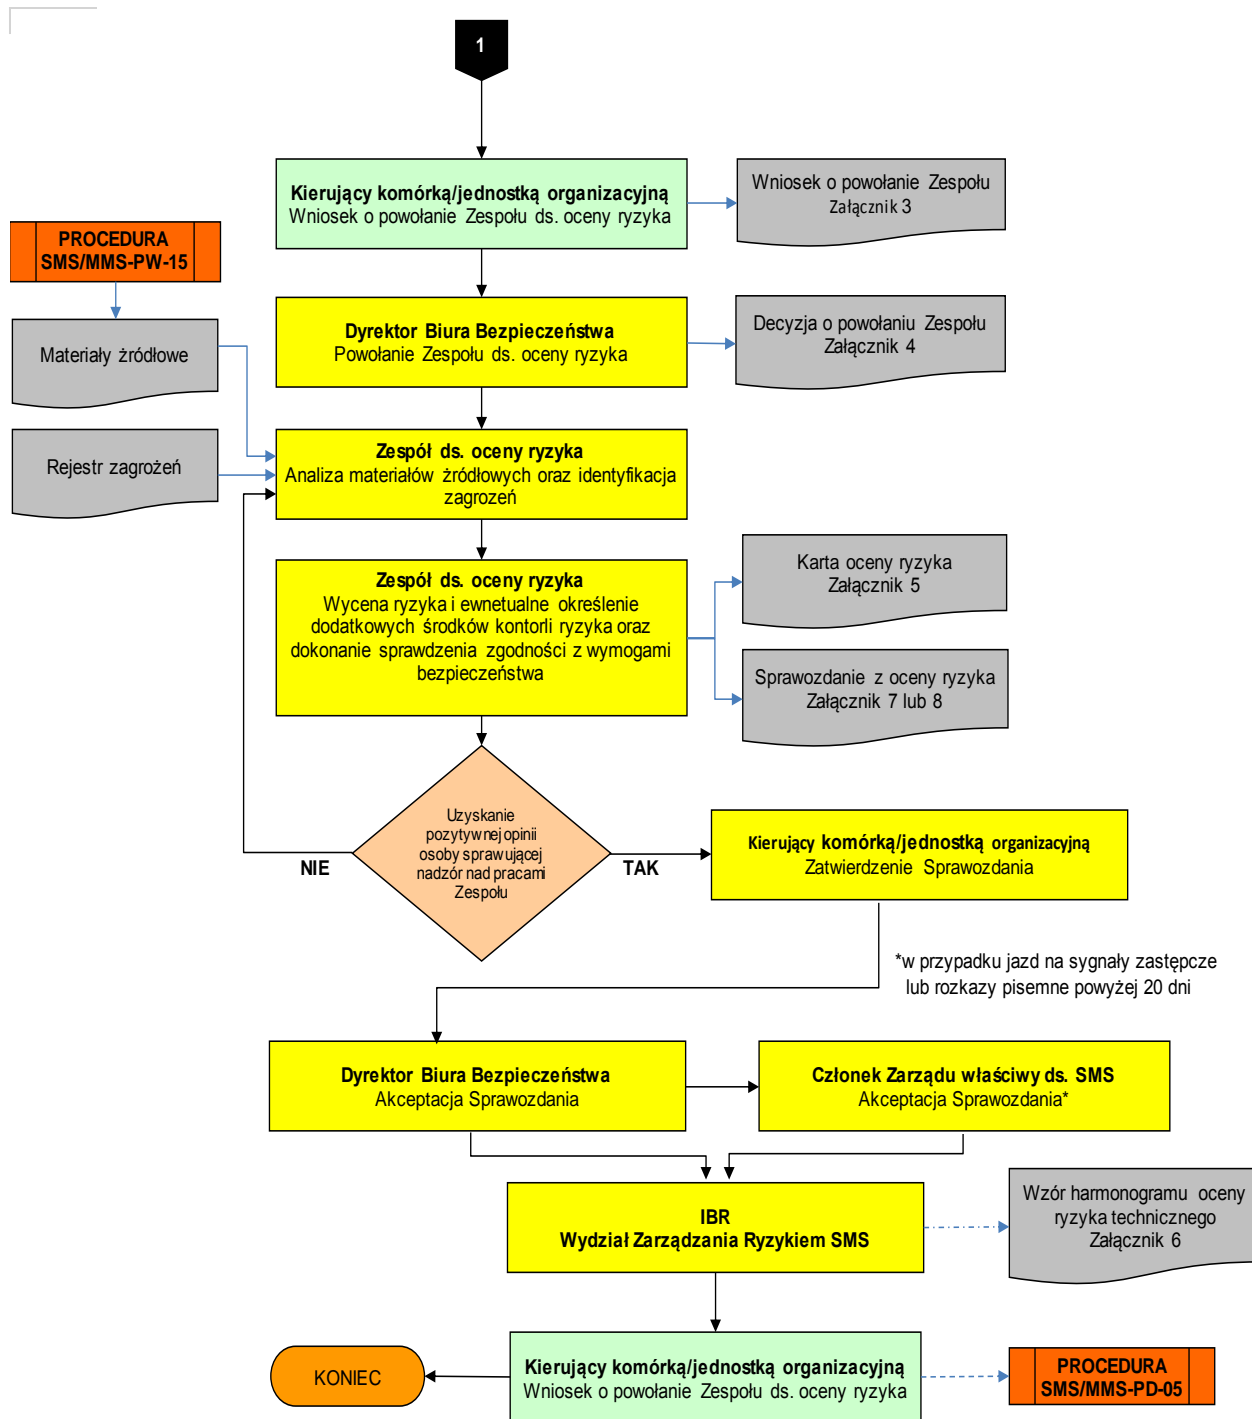 1
Kierujący komórką/jednostką organizacyjną
Wniosek o powołanie Zespołu ds. oceny ryzyka
Wniosek o powołanie Zespołu
Załącznik 3
PROCEDURA
SMS/MMS-PW-15
Dyrektor Biura Bezpieczeństwa
Powołanie Zespołu ds. oceny ryzyka
Decyzja o powołaniu Zespołu
Załącznik 4
Materiały żródłowe
Rejestr zagrożeń
Zespół ds. oceny ryzyka
Analiza materiałów żródłowych oraz identyfikacja
zagrozeń
Zespół ds. oceny ryzyka
Wycena ryzyka i ewnetualne określenie
dodatkowych środków kontorli ryzyka oraz
dokonanie sprawdzenia zgodności z wymogami
bezpieczeństwa
Karta oceny ryzyka
Załącznik 5
Sprawozdanie z oceny ryzyka
Załącznik 7 lub 8
Uzyskanie
pozytywnej opinii
osoby sprawującej
nadzór nad pracami
Zespołu
NIE
TAK
Kierujący komórką/jednostką organizacyjną
Zatwierdzenie Sprawozdania
*w przypadku jazd na sygnały zastępcze
lub rozkazy pisemne powyżej 20 dni
Dyrektor Biura Bezpieczeństwa
Akceptacja Sprawozdania
Członek Zarządu właściwy ds. SMS
Akceptacja Sprawozdania*
IBR
Wydział Zarządzania Ryzykiem SMS
Wzór harmonogramu oceny
ryzyka technicznego
Załącznik 6
KONIEC
Kierujący komórką/jednostką organizacyjną
Wniosek o powołanie Zespołu ds. oceny ryzyka
PROCEDURA
SMS/MMS-PD-05